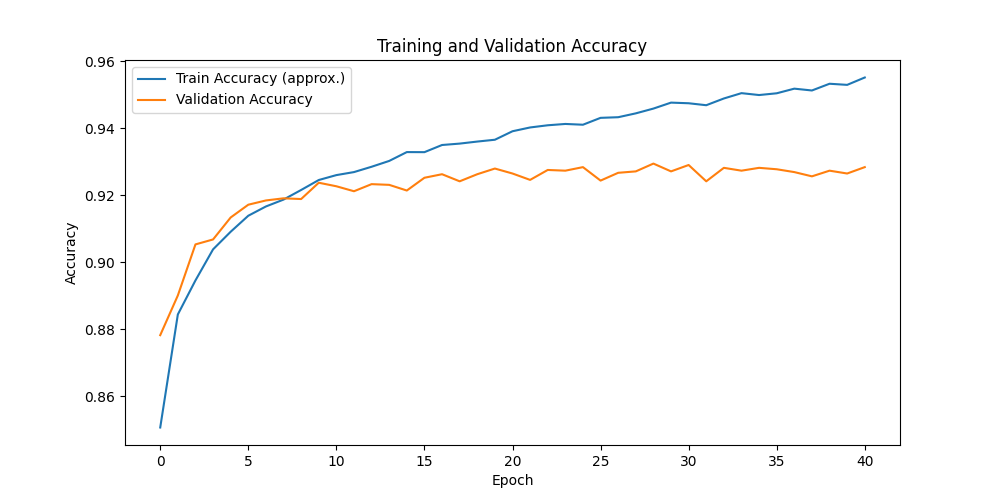 Training and Validation Accuracy
Train Accuracy (approx.)
Validation Accuracy
Accuracy
0.96
0.94
0.92
0.90
0.88
0.86
0 5 10 15 20 25 30 35 40
Epoch